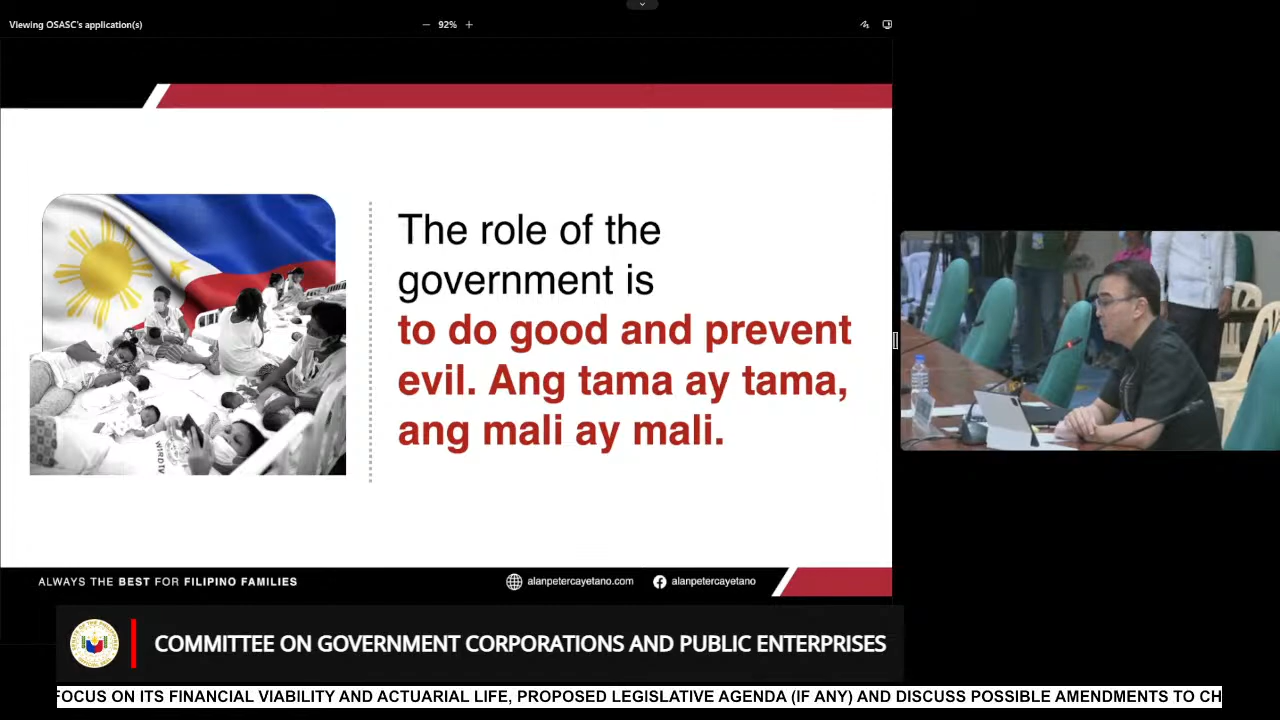 Viewing OSASC's application(s)
92%
The role of the
government is
to do good and prevent
evil. Ang tama ay tama,
ang mali ay mali.
ALWAYS THE BEST FOR FILIPINO FAMILIES
alanpetercayetano.com
alanpetercayetano
COMMITTEE ON GOVERNMENT CORPORATIONS AND PUBLIC ENTERPRISES
FOCUS ON ITS FINANCIAL VIABILITY AND ACTUARIAL LIFE, PROPOSED LEGISLATIVE AGENDA (IF ANY) AND DISCUSS POSSIBLE AMENDMENTS TO CH